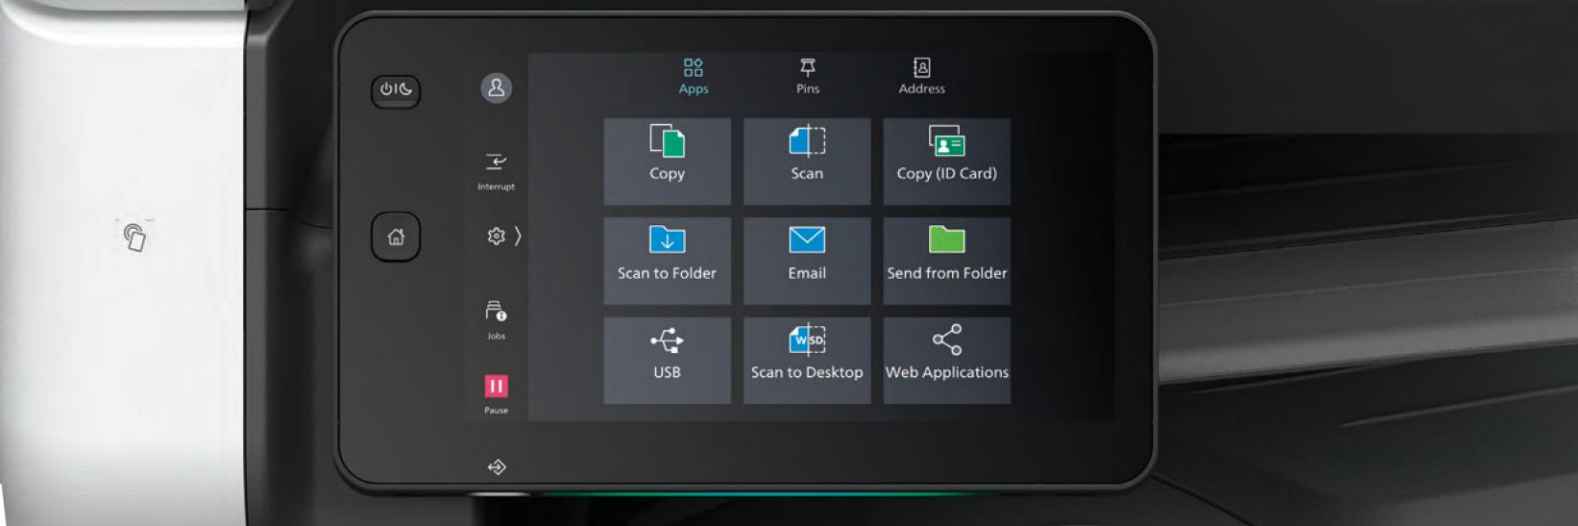 Apps
Pins
Address
Copy
Scan
Copy (ID Card)
Interrupt
Scan to Folder
Email
Send from Folder
Jobs
W SD
USB
Scan to Desktop
Web Applications
Pause